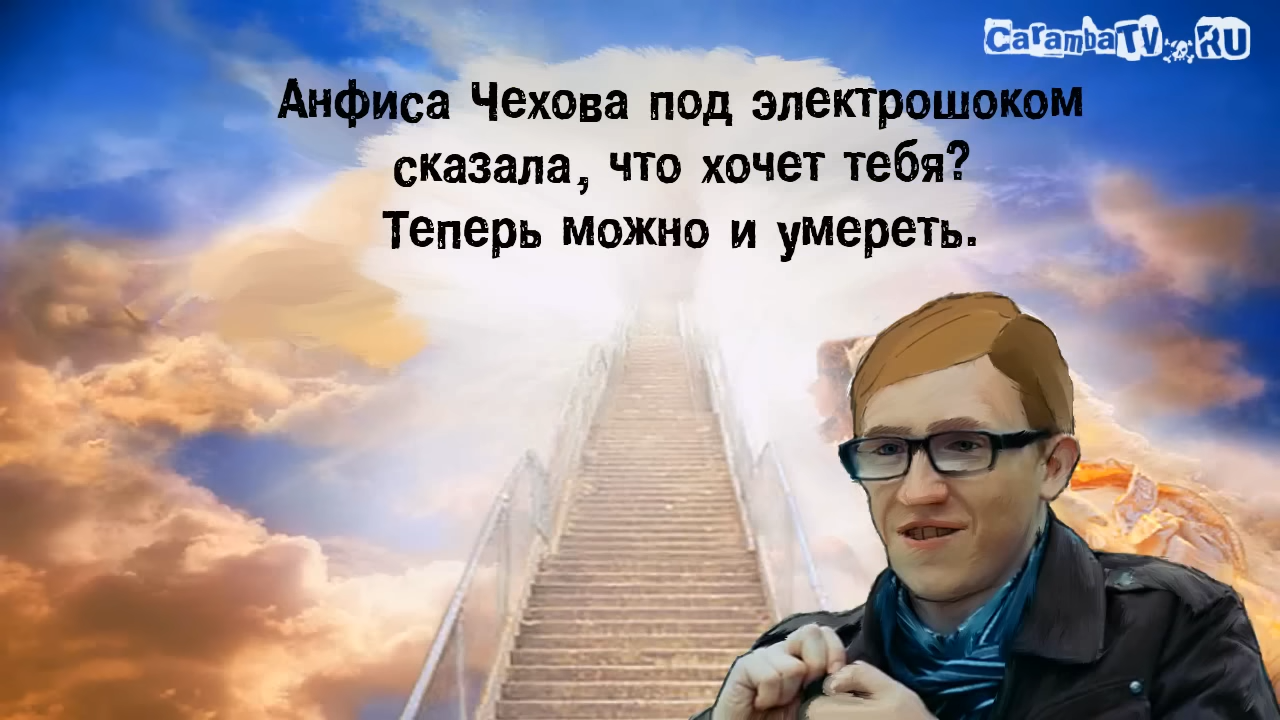 CarambaTV.RU
Анфиса Чехова под электрошоком
сказала, что хочет тебя?
Теперь можно и умереть.